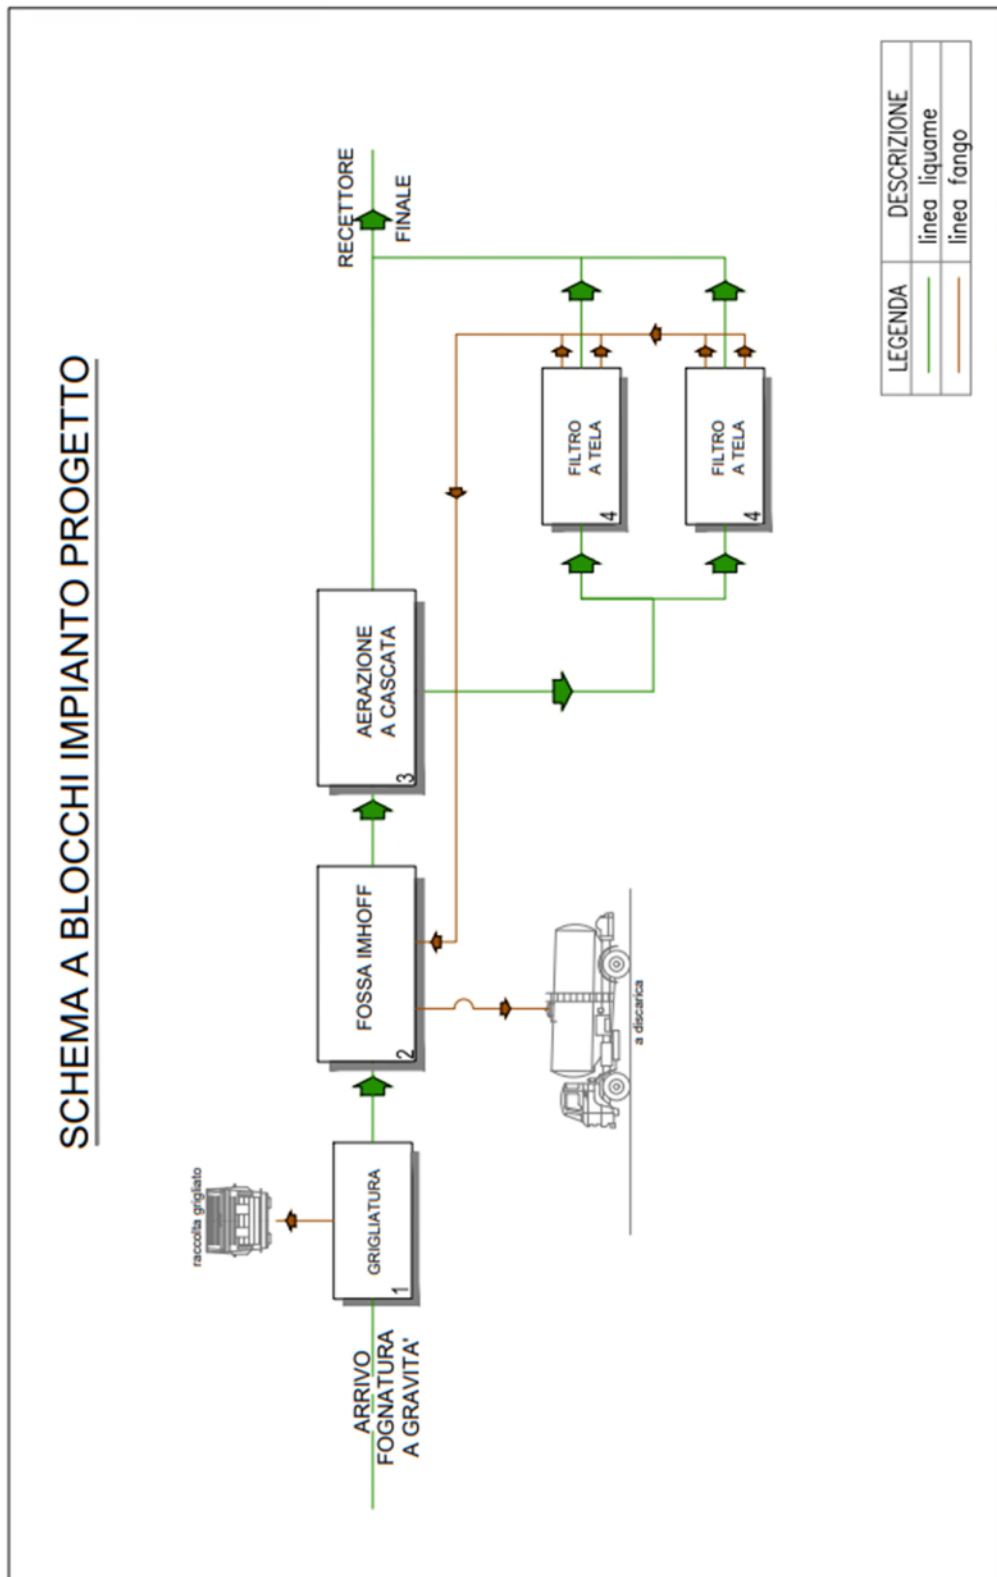 SCHEMA A BLOCCHI IMPIANTO PROGETTO
raccolta grigliato
ARRIVO
FOGNATURA
A GRAVITA'
GRIGLIATURA
1
FOSSA IMHOFF
2
AERAZIONE
A CASCATA
3
RECETTORE
FINALE
FILTRO
A TELA
4
FILTRO
A TELA
4
a discarica
LEGENDA DESCRIZIONE
linea liquame
linea fango